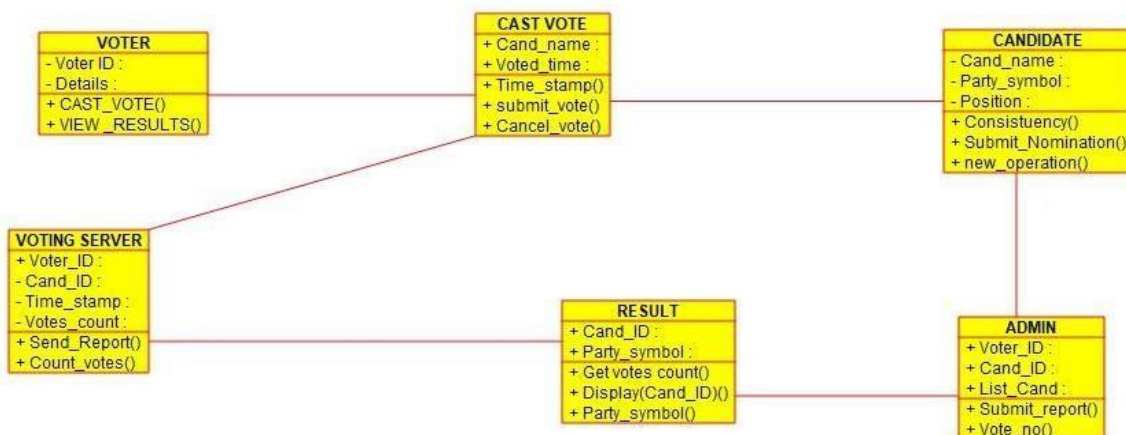 VOTER
- Voter ID :
- Details :
+ CAST_VOTE()
+ VIEW _RESULTS()
CAST VOTE
+ Cand_name :
+ Voted_time :
+ Time_stamp()
+ submit_vote()
+ Cancel_vote()
CANDIDATE
- Cand_name :
- Party_symbol :
- Position :
+ Consistuency()
+ Submit_Nomination()
+ new_operation()
VOTING SERVER
+ Voter_ID :
- Cand_ID :
- Time_stamp :
- Votes_count :
+ Send_Report()
+ Count_votes()
RESULT
+ Cand_ID :
+ Party_symbol :
+ Get votes count()
+ Display(Cand_ID)()
+ Party_symbol()
ADMIN
+ Voter_ID :
+ Cand_ID :
+ List_Cand :
+ Submit_report()
+ Vote_no()